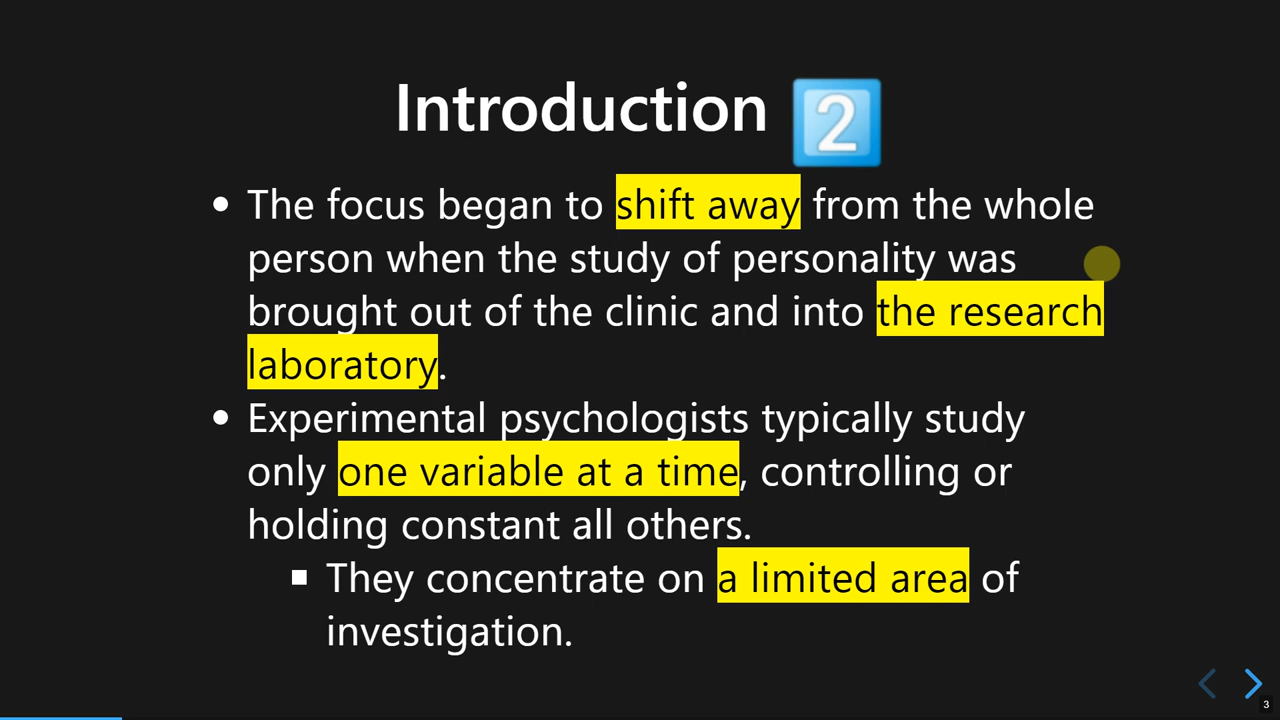 Introduction 2
The focus began to shift away from the whole
person when the study of personality was
brought out of the clinic and into the research
laboratory.
Experimental psychologists typically study
only one variable at a time, controlling or
holding constant all others.
They concentrate on a limited area of
investigation.
3